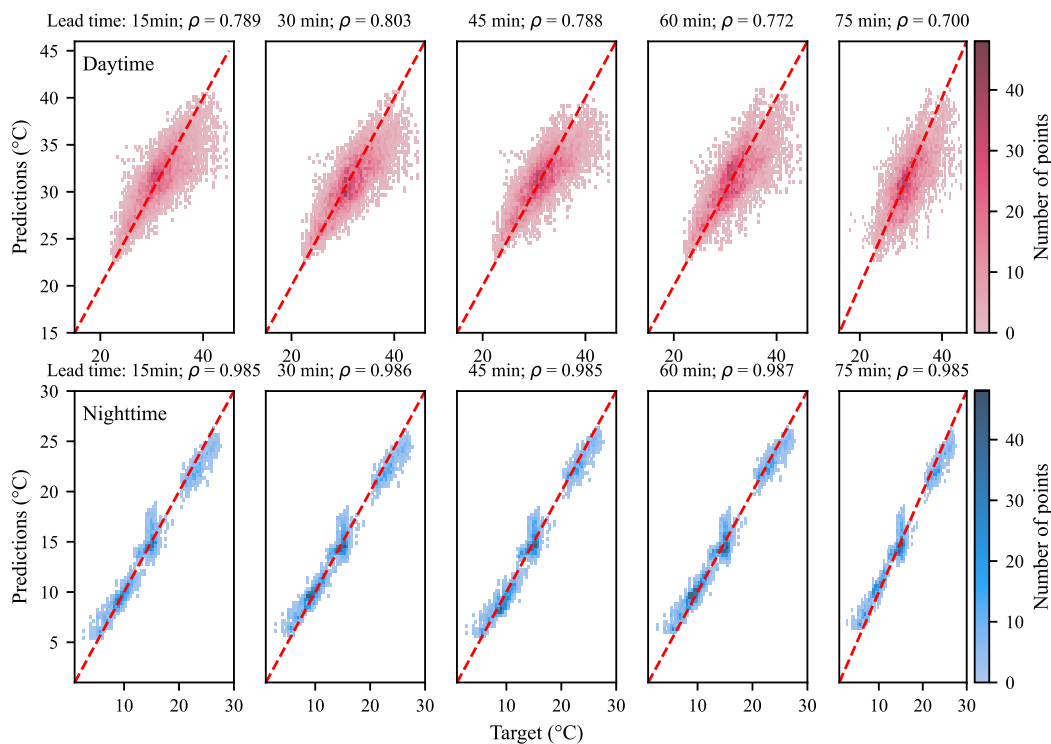 Lead time: 15min; ρ = 0.789
30 min; ρ = 0.803
45 min; ρ = 0.788
60 min; ρ = 0.772
75 min; ρ = 0.700
Daytime
Predictions (°C)
45
40
35
30
25
20
15
20
40
20
40
20
40
20
40
20
40
40
30
20
10
0
Number of points
Lead time: 15min; ρ = 0.985
30 min; ρ = 0.986
45 min; ρ = 0.985
60 min; ρ = 0.987
75 min; ρ = 0.985
Nighttime
Predictions (°C)
30
25
20
15
10
5
10
20
30
10
20
30
10
20
30
10
20
30
10
20
30
40
30
20
10
0
Number of points
Target (°C)